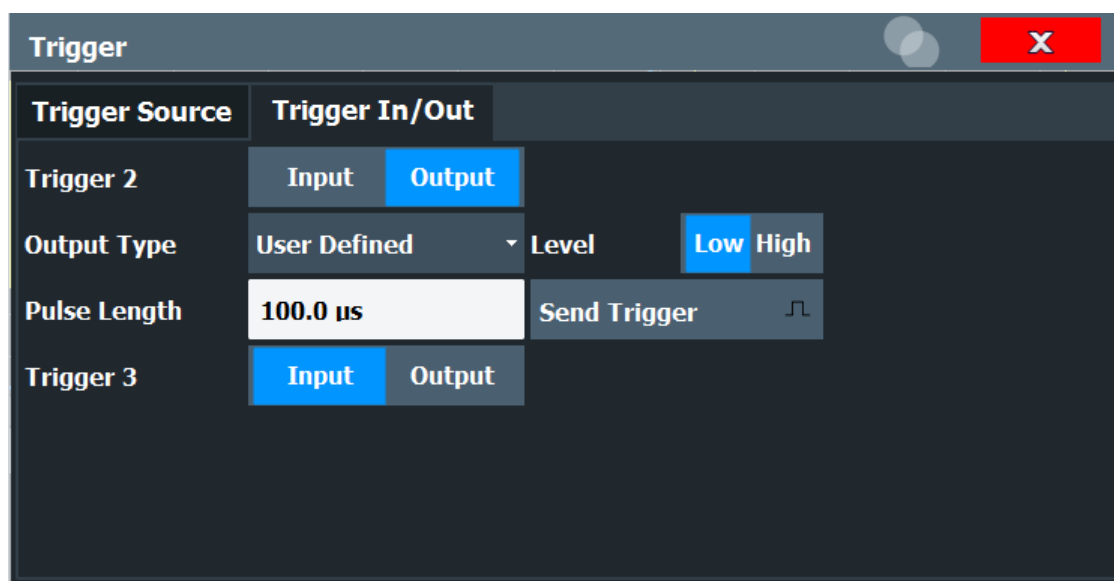 Trigger
X
Trigger Source Trigger In/Out
Trigger 2 Input Output
Output Type User Defined Level Low High
Pulse Length 100.0 µs Send Trigger
Trigger 3 Input Output